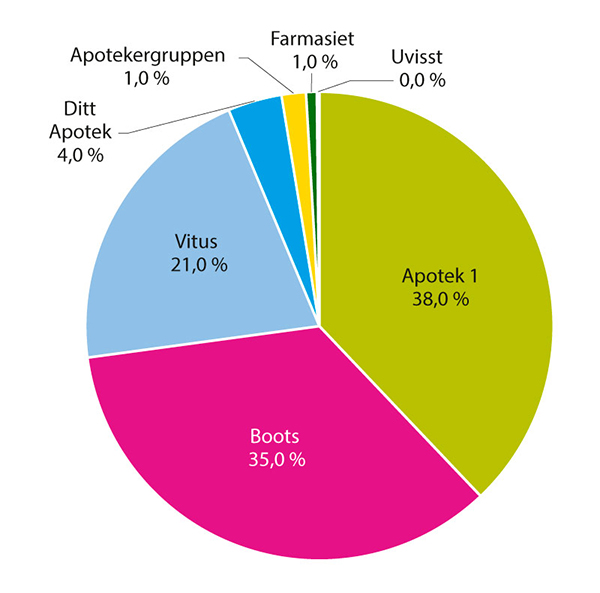 Apotekergruppen
1,0 %
Farmasiet
1,0 %
Uvisst
0,0 %
Ditt
Apotek
4,0 %
Vitus
21,0 %
Apotek 1
38,0 %
Boots
35,0 %